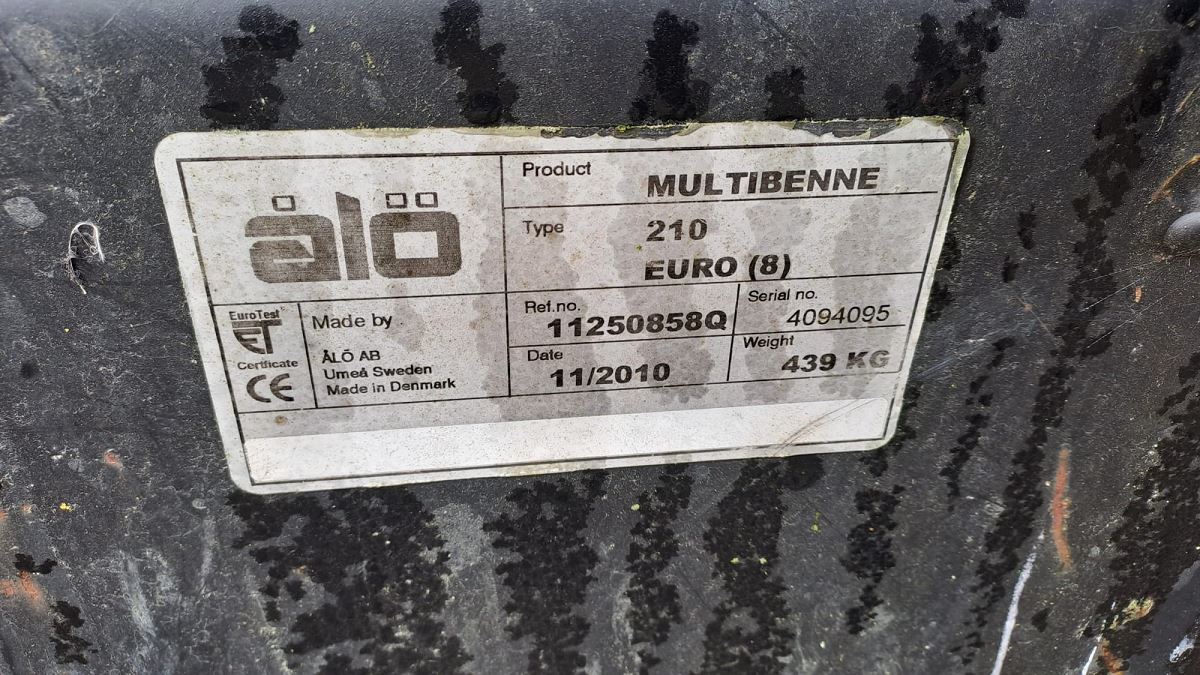 ålö
Product MULTIBENNE
Type 210
EURO (8)
Ref.no. 11250858Q
Serial no. 4094095
Date 11/2010
Weight 439 KG
EuroTest
ET
Certficate
CE
Made by
ÅLÖ AB
Umeå Sweden
Made in Denmark